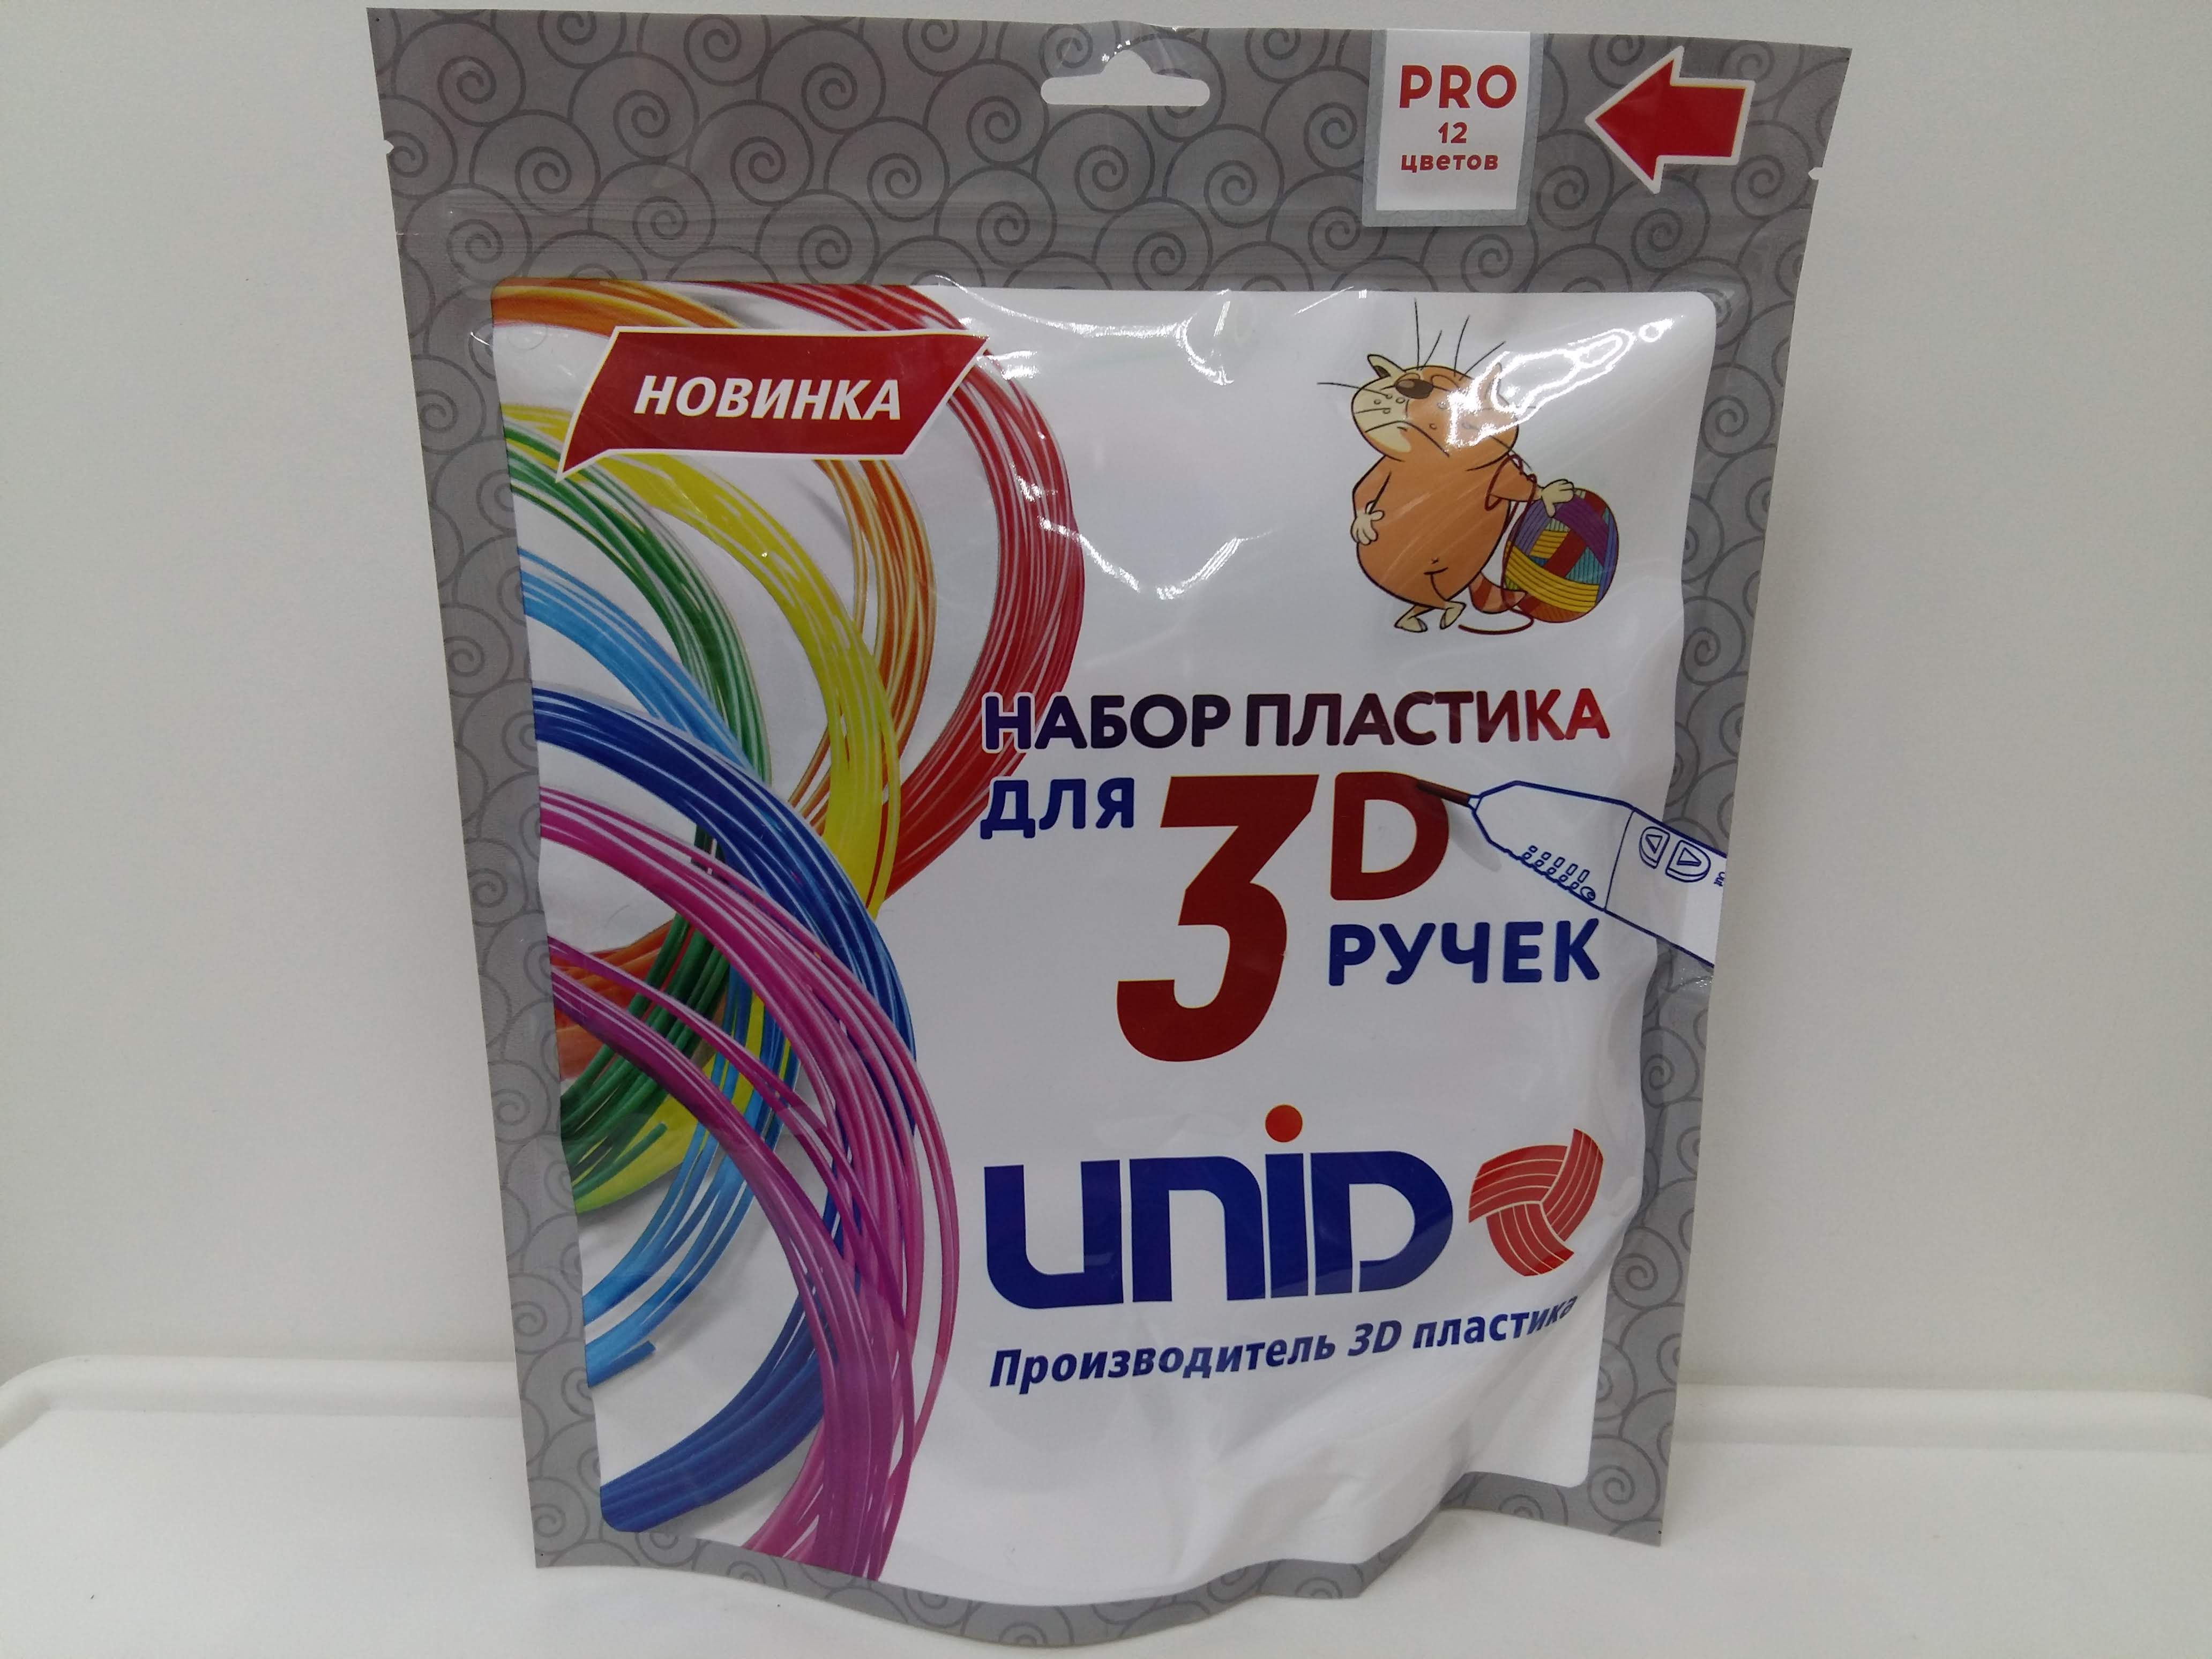 PRO
12
цветов
НОВИНКА
НАБОР ПЛАСТИКА
ДЛЯ 3D
РУЧЕК
UNID
Производитель 3D пластика